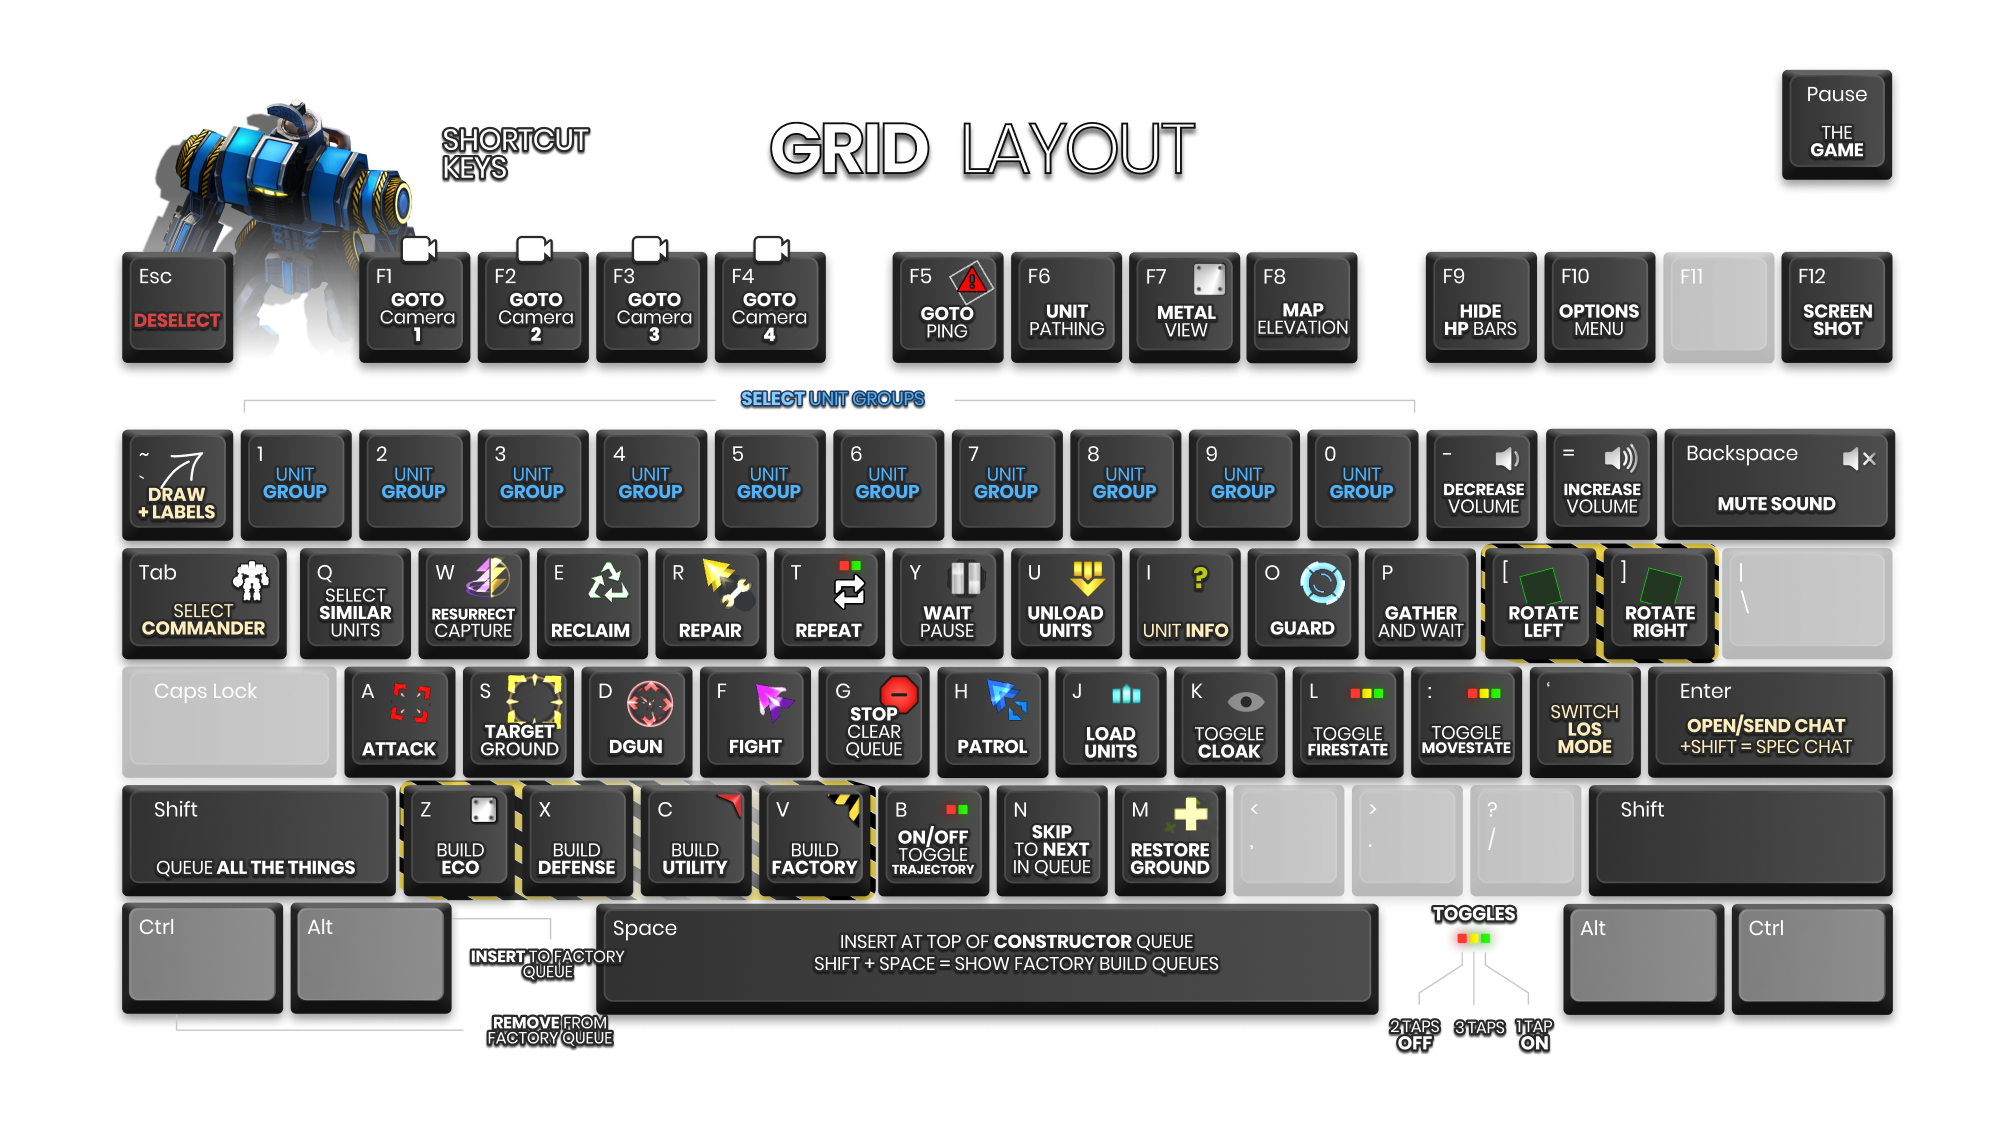 SHORTCUT
KEYS
GRID LAYOUT
Pause
THE
GAME
Esc
DESELECT
F1
GOTO
Camera
1
F2
GOTO
Camera
2
F3
GOTO
Camera
3
F4
GOTO
Camera
4
F5
GOTO
PING
F6
UNIT
PATHING
F7
METAL
VIEW
F8
MAP
ELEVATION
F9
HIDE
HP BARS
F10
OPTIONS
MENU
F11
F12
SCREEN
SHOT
SELECT UNIT GROUPS
~
`
DRAW
+ LABELS
1
UNIT
GROUP
2
UNIT
GROUP
3
UNIT
GROUP
4
UNIT
GROUP
5
UNIT
GROUP
6
UNIT
GROUP
7
UNIT
GROUP
8
UNIT
GROUP
9
UNIT
GROUP
0
UNIT
GROUP
-
DECREASE
VOLUME
=
INCREASE
VOLUME
Backspace
MUTE SOUND
Tab
SELECT
COMMANDER
Q
SELECT
SIMILAR
UNITS
W
RESURRECT
CAPTURE
E
RECLAIM
R
REPAIR
T
REPEAT
Y
WAIT
PAUSE
U
UNLOAD
UNITS
I
?
UNIT INFO
O
GUARD
P
GATHER
AND WAIT
[
ROTATE
LEFT
]
ROTATE
RIGHT
|
\
Caps Lock
A
ATTACK
S
TARGET
GROUND
D
DGUN
F
FIGHT
G
STOP
CLEAR
QUEUE
H
PATROL
J
LOAD
UNITS
K
TOGGLE
CLOAK
L
TOGGLE
FIRESTATE
:
TOGGLE
MOVESTATE
‘
SWITCH
LOS
MODE
Enter
OPEN/SEND CHAT
+SHIFT = SPEC CHAT
Shift
QUEUE ALL THE THINGS
Z
BUILD
ECO
X
BUILD
DEFENSE
C
BUILD
UTILITY
V
BUILD
FACTORY
B
ON/OFF
TOGGLE
TRAJECTORY
N
SKIP
TO NEXT
IN QUEUE
M
RESTORE
GROUND
<
,
>
.
?
/
Shift
Ctrl
Alt
INSERT TO FACTORY
QUEUE
REMOVE FROM
FACTORY QUEUE
Space
INSERT AT TOP OF CONSTRUCTOR QUEUE
SHIFT + SPACE = SHOW FACTORY BUILD QUEUES
TOGGLES
2 TAPS
OFF
3 TAPS
1 TAP
ON
Alt
Ctrl